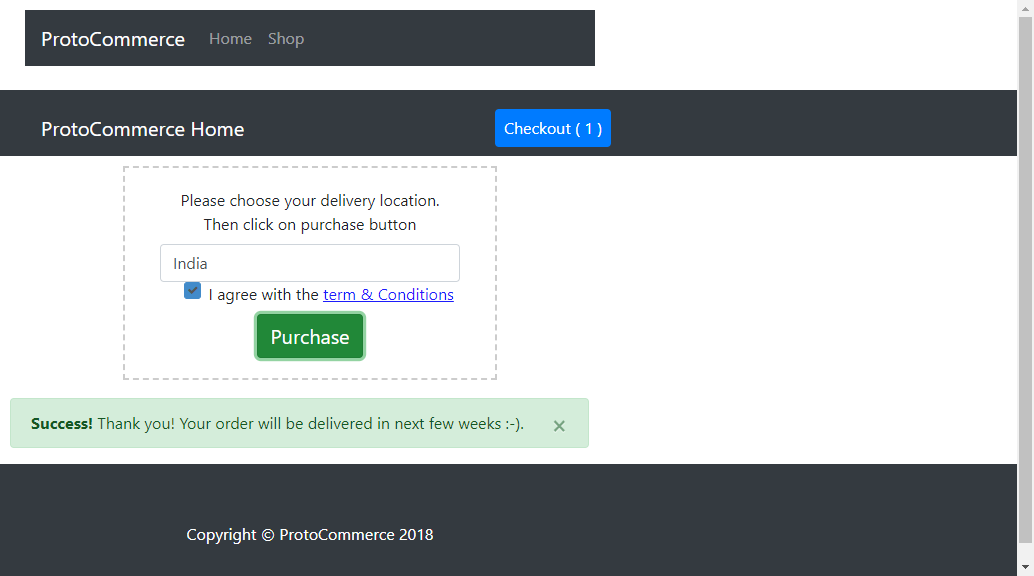 ProtoCommerce Home Shop
ProtoCommerce Home Checkout ( 1 )
Please choose your delivery location.
Then click on purchase button
India
I agree with the term & Conditions
Purchase
Success! Thank you! Your order will be delivered in next few weeks :-). ×
Copyright © ProtoCommerce 2018